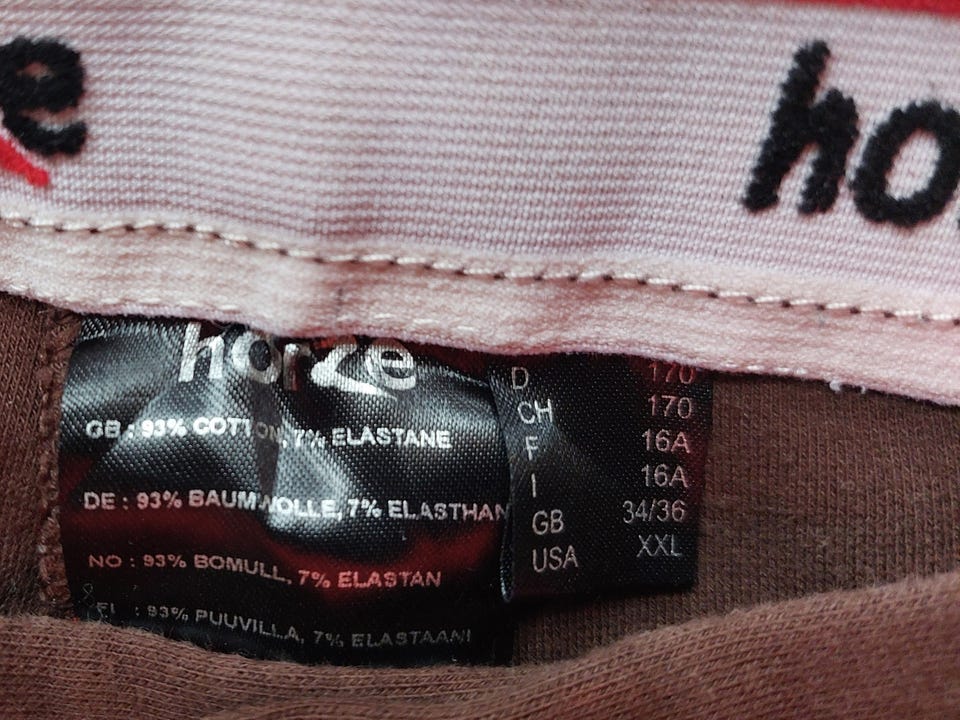 e
ho
horze
GB : 93% COTTON, 7% ELASTANE
DE : 93% BAUMWOLLE, 7% ELASTHAN
NO : 93% BOMULL, 7% ELASTAN
FI : 93% PUUVILLA, 7% ELASTAANI
D 170
CH 170
F 16A
I 16A
GB 34/36
USA XXL